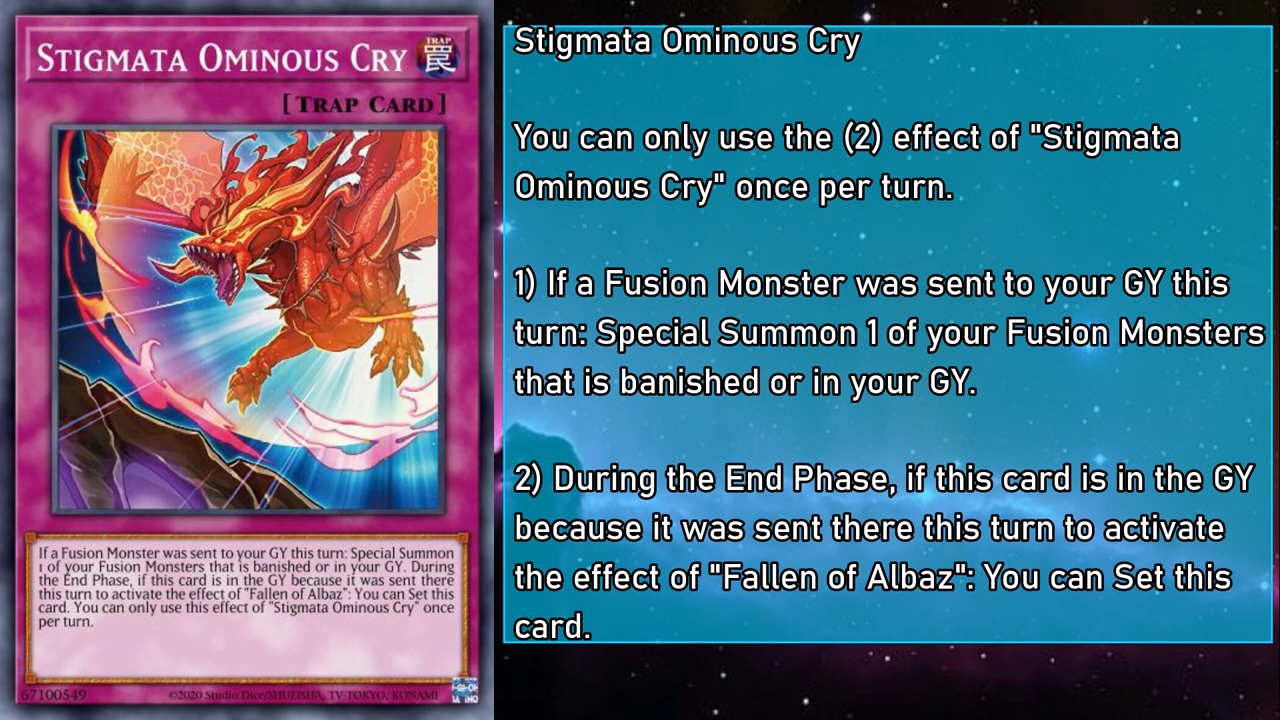 STIGMATA OMINOUS CRY
TRAP
罠
[TRAP CARD]
If a Fusion Monster was sent to your GY this turn: Special Summon
1 of your Fusion Monsters that is banished or in your GY. During
the End Phase, if this card is in the GY because it was sent there
this turn to activate the effect of "Fallen of Albaz": You can Set this
card. You can only use this effect of "Stigmata Ominous Cry" once
per turn.
67100549
©2020 Studio Dice/SHUEISHA, TV TOKYO, KONAMI
Stigmata Ominous Cry
You can only use the (2) effect of "Stigmata
Ominous Cry" once per turn.
1) If a Fusion Monster was sent to your GY this
turn: Special Summon 1 of your Fusion Monsters
that is banished or in your GY.
2) During the End Phase, if this card is in the GY
because it was sent there this turn to activate
the effect of "Fallen of Albaz": You can Set this
card.